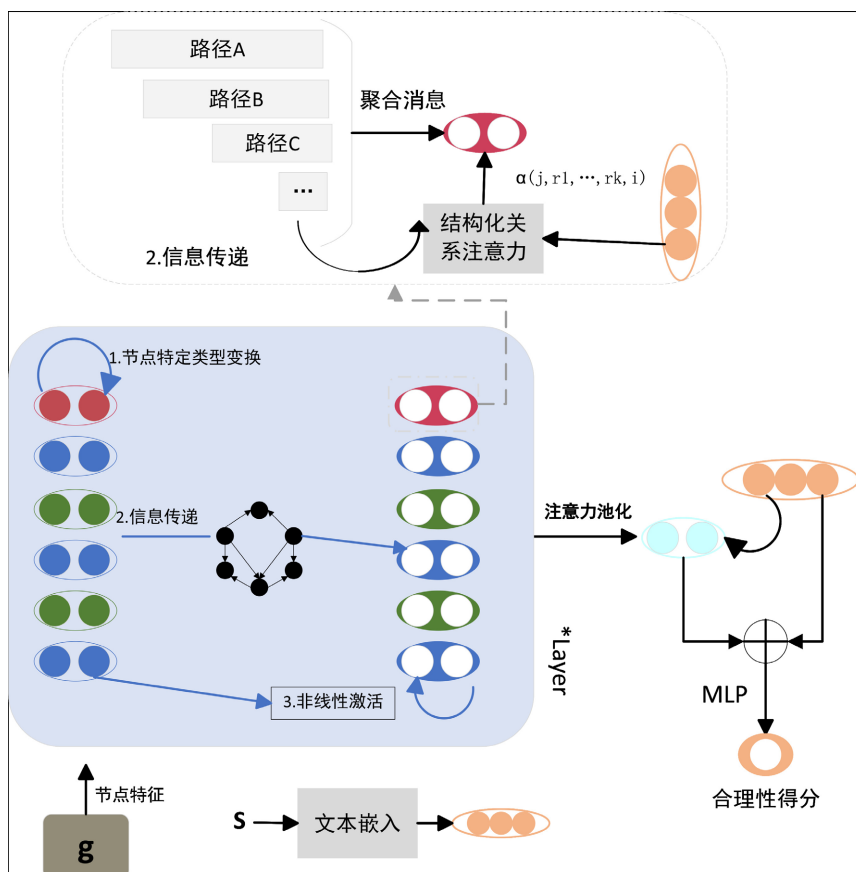 路径A
路径B
路径C
...
聚合消息
α(j,r1,…,rk,i)
结构化关
系注意力
2.信息传递
1.节点特定类型变换
2.信息传递
3.非线性激活
*Layer
注意力池化
MLP
合理性得分
节点特征
g
S
文本嵌入